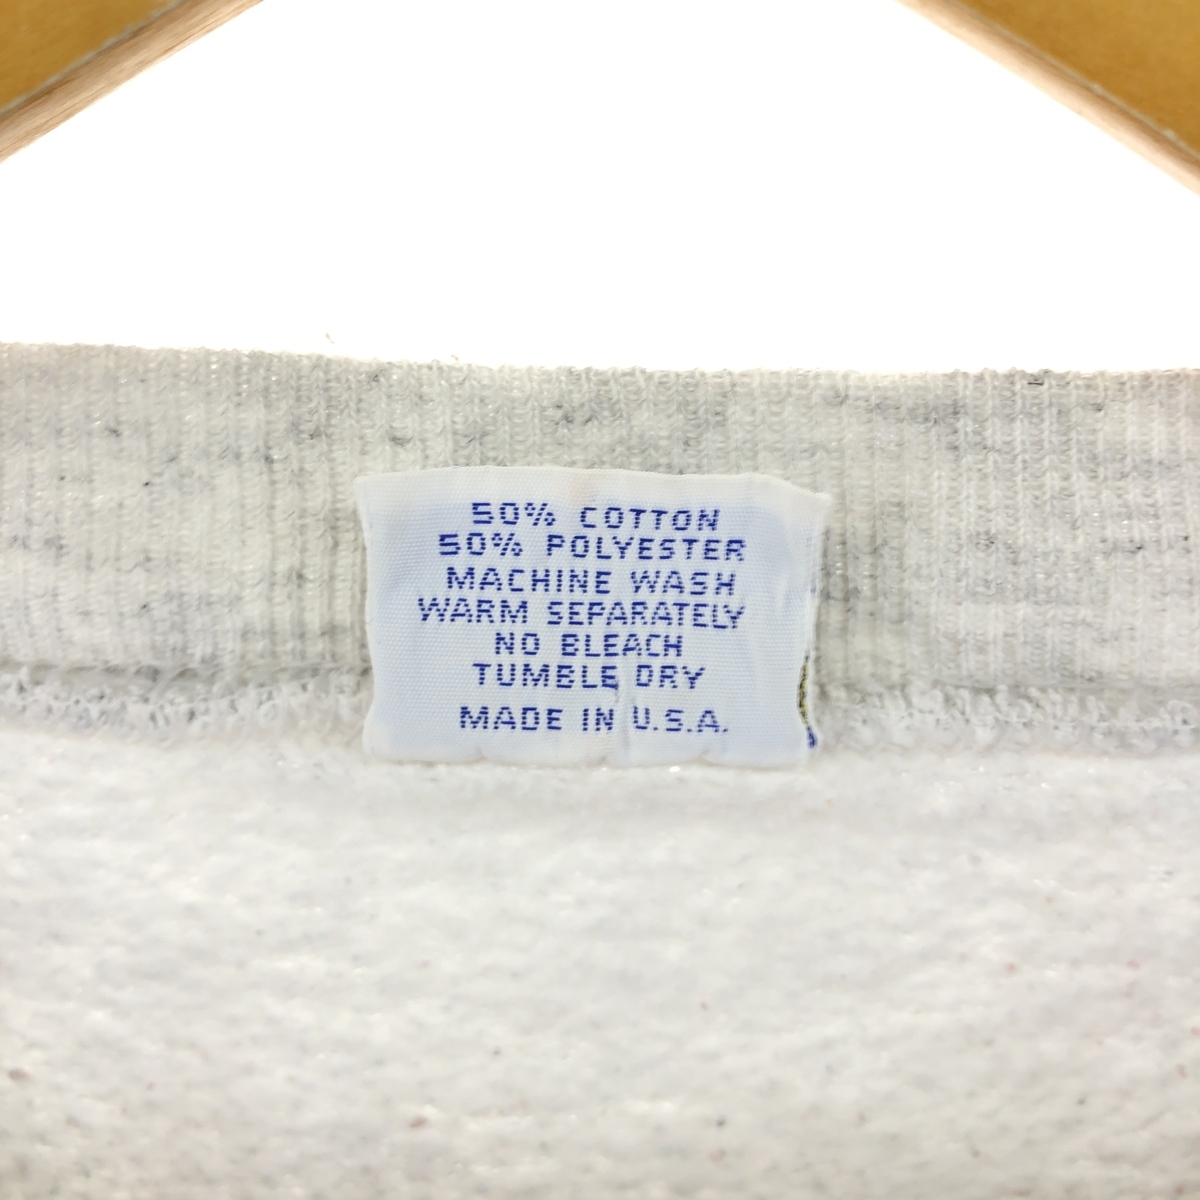 50% COTTON
50% POLYESTER
MACHINE WASH
WARM SEPARATELY
NO BLEACH
TUMBLE DRY
MADE IN U.S.A.